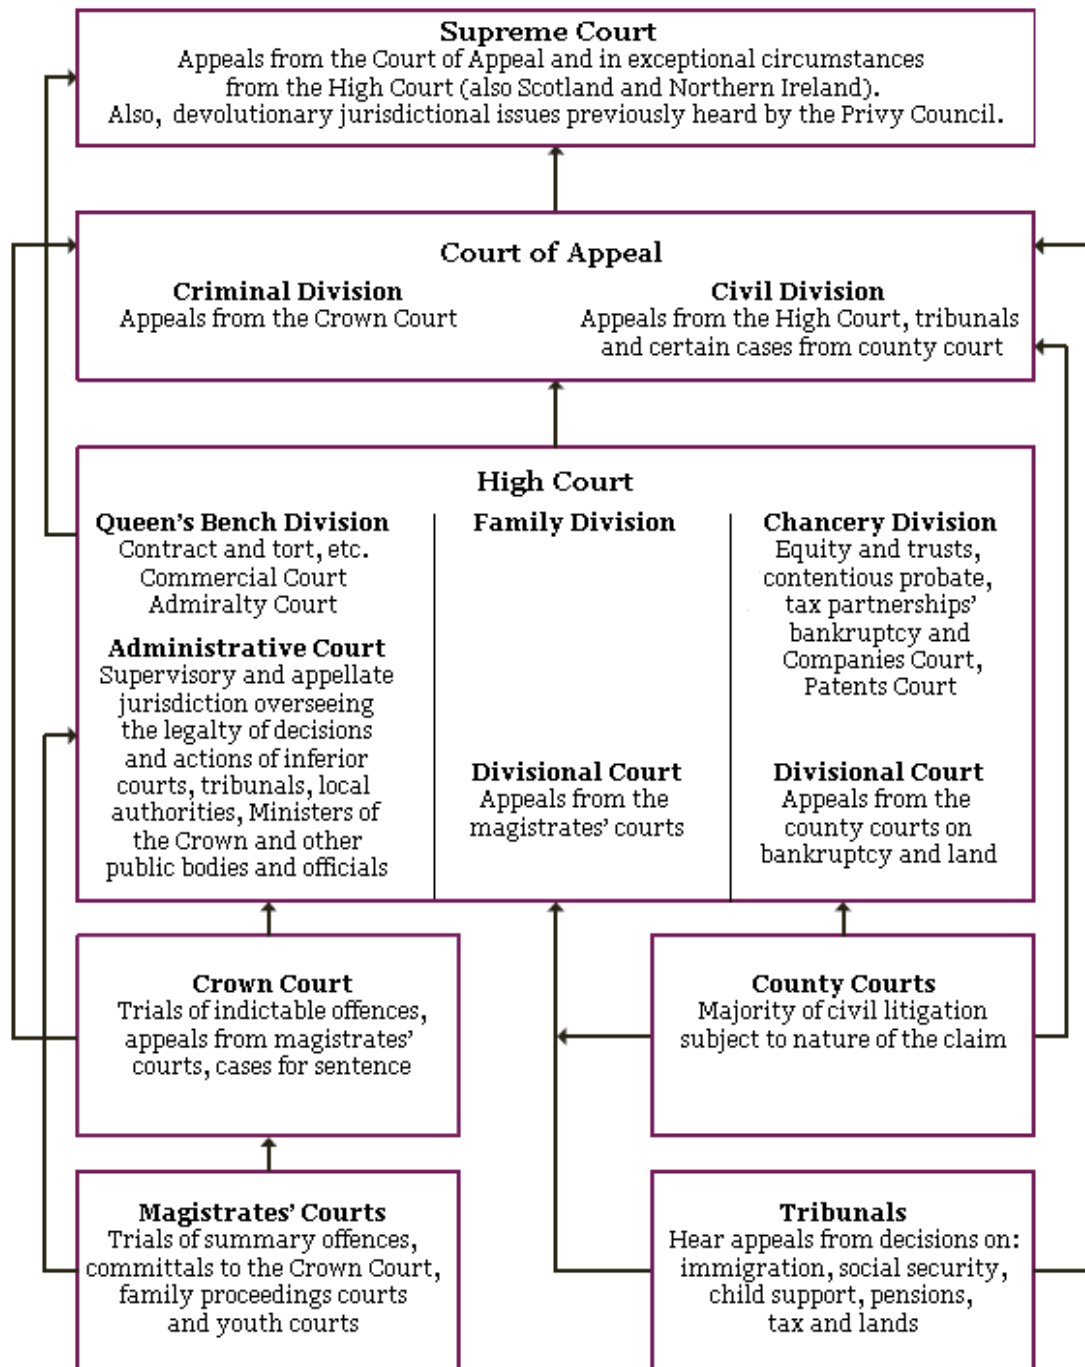 Supreme Court
Appeals from the Court of Appeal and in exceptional circumstances
from the High Court (also Scotland and Northern Ireland).
Also, devolutionary jurisdictional issues previously heard by the Privy Council.
Court of Appeal
Criminal Division
Appeals from the Crown Court
Civil Division
Appeals from the High Court, tribunals
and certain cases from county court
High Court
Queen's Bench Division
Contract and tort, etc.
Commercial Court
Admiralty Court
Administrative Court
Supervisory and appellate
jurisdiction overseeing
the legalty of decisions
and actions of inferior
courts, tribunals, local
authorities, Ministers of
the Crown and other
public bodies and officials
Family Division
Divisional Court
Appeals from the
magistrates' courts
Chancery Division
Equity and trusts,
contentious probate,
tax partnerships'
bankruptcy and
Companies Court,
Patents Court
Divisional Court
Appeals from the
county courts on
bankruptcy and land
Crown Court
Trials of indictable offences,
appeals from magistrates'
courts, cases for sentence
County Courts
Majority of civil litigation
subject to nature of the claim
Magistrates' Courts
Trials of summary offences,
committals to the Crown Court,
family proceedings courts
and youth courts
Tribunals
Hear appeals from decisions on:
immigration, social security,
child support, pensions,
tax and lands